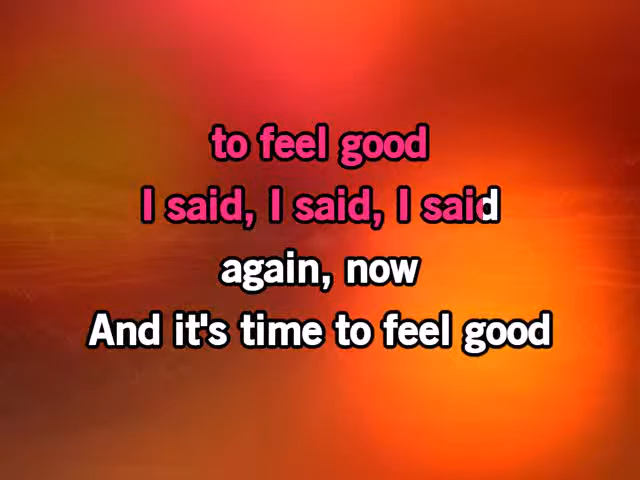 to feel good
I said, I said, I said
again, now
And it's time to feel good